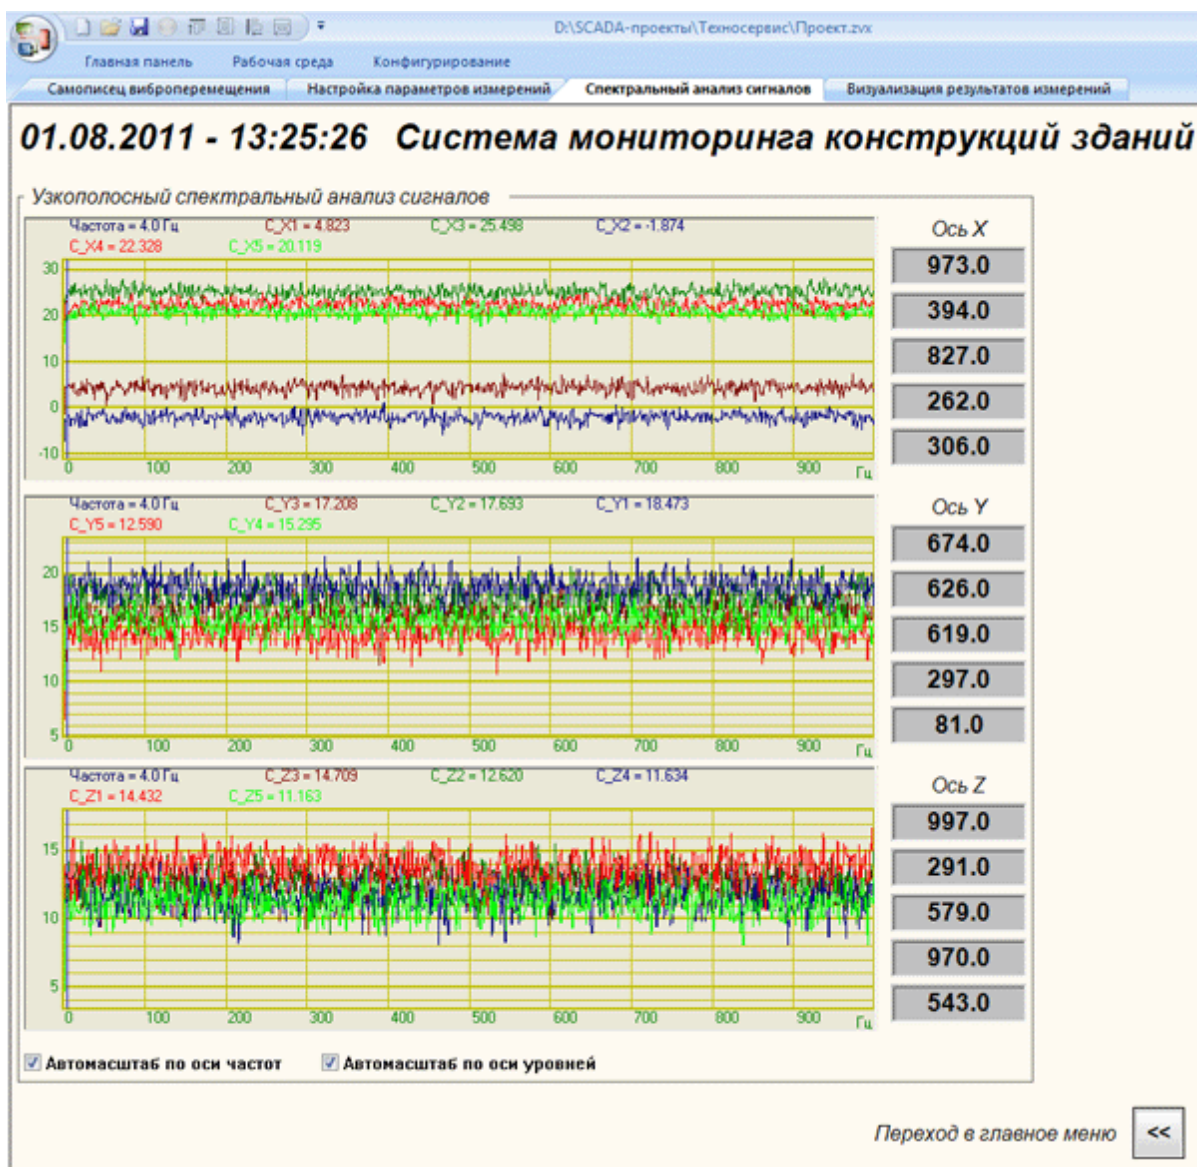 D:\SCADA-проекты\Техносервис\Проект.zvx
Главная панель Рабочая среда Конфигурирование
Самописец виброперемещения Настройка параметров измерений Спектральный анализ сигналов Визуализация результатов измерений
01.08.2011 - 13:25:26 Система мониторинга конструкций зданий
Узкополосный спектральный анализ сигналов
Частота = 4.0 Гц C_X1 = 4.823 C_X3 = 25.498 C_X2 = -1.874
C_X4 = 22.328 C_X5 = 20.119
30
20
10
0
-10
0 100 200 300 400 500 600 700 800 900 Гц
Ось X
973.0
394.0
827.0
262.0
306.0
Частота = 4.0 Гц C_Y3 = 17.208 C_Y2 = 17.693 C_Y1 = 18.473
C_Y5 = 12.590 C_Y4 = 15.295
20
15
10
5
0 100 200 300 400 500 600 700 800 900 Гц
Ось Y
674.0
626.0
619.0
297.0
81.0
Частота = 4.0 Гц C_Z3 = 14.709 C_Z2 = 12.620 C_Z4 = 11.634
C_Z1 = 14.432 C_Z5 = 11.163
15
10
5
0 100 200 300 400 500 600 700 800 900 Гц
Ось Z
997.0
291.0
579.0
970.0
543.0
Автомасштаб по оси частот Автомасштаб по оси уровней
Переход в главное меню <<